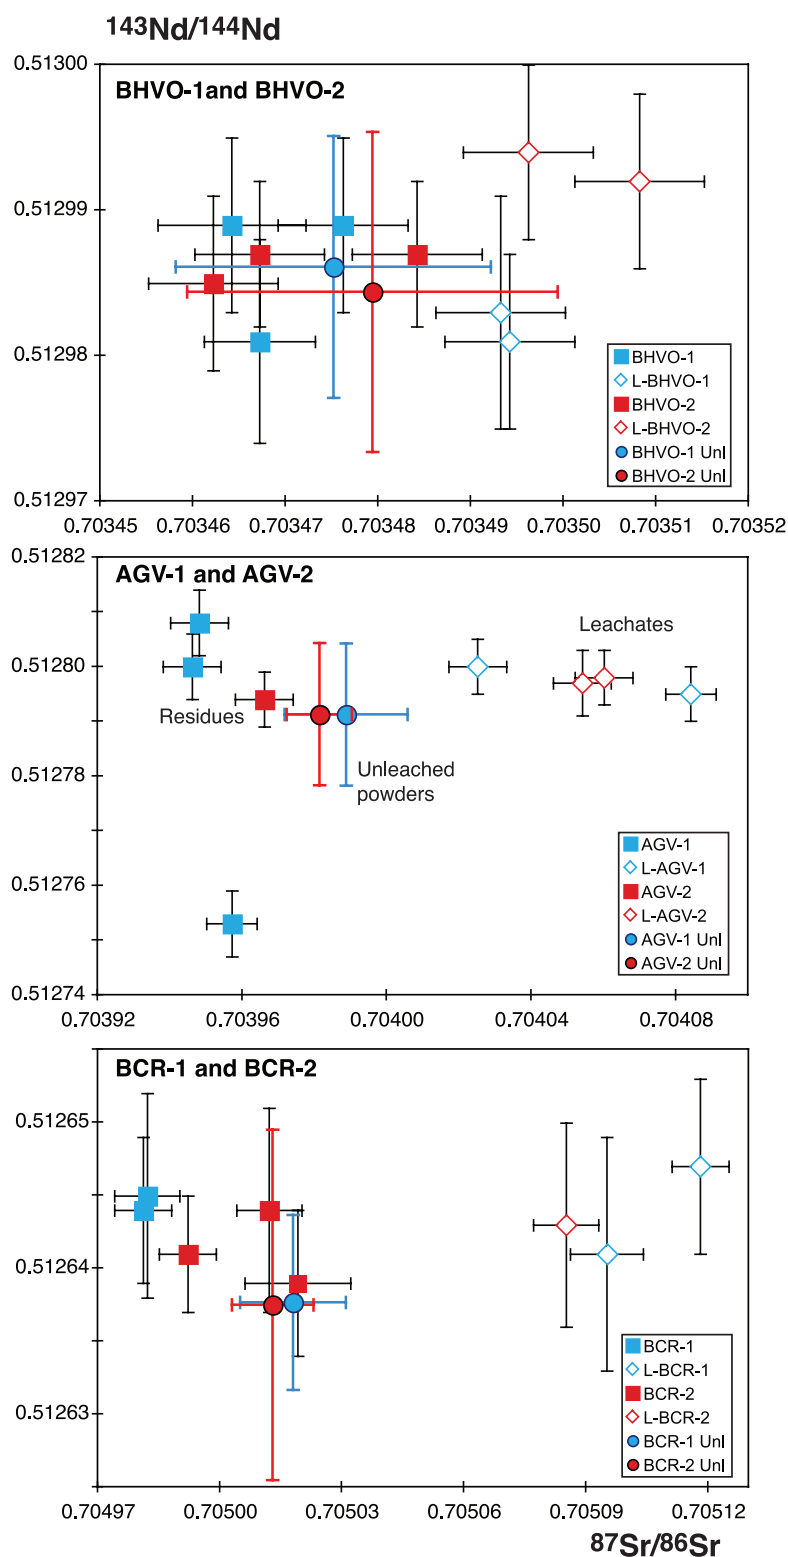 143Nd/144Nd
0.51300
BHVO-1and BHVO-2
0.51299
0.51298
BHVO-1
L-BHVO-1
BHVO-2
L-BHVO-2
BHVO-1 Unl
BHVO-2 Unl
0.51297
0.70345 0.70346 0.70347 0.70348 0.70349 0.70350 0.70351 0.70352
0.51282
AGV-1 and AGV-2
Leachates
0.51280
Residues
Unleached
powders
0.51278
AGV-1
L-AGV-1
0.51276
AGV-2
L-AGV-2
AGV-1 Unl
AGV-2 Unl
0.51274
0.70392 0.70396 0.70400 0.70404 0.70408
BCR-1 and BCR-2
0.51265
0.51264
BCR-1
L-BCR-1
BCR-2
0.51263
L-BCR-2
BCR-1 Unl
BCR-2 Unl
0.70497 0.70500 0.70503 0.70506 0.70509 0.70512
87Sr/86Sr